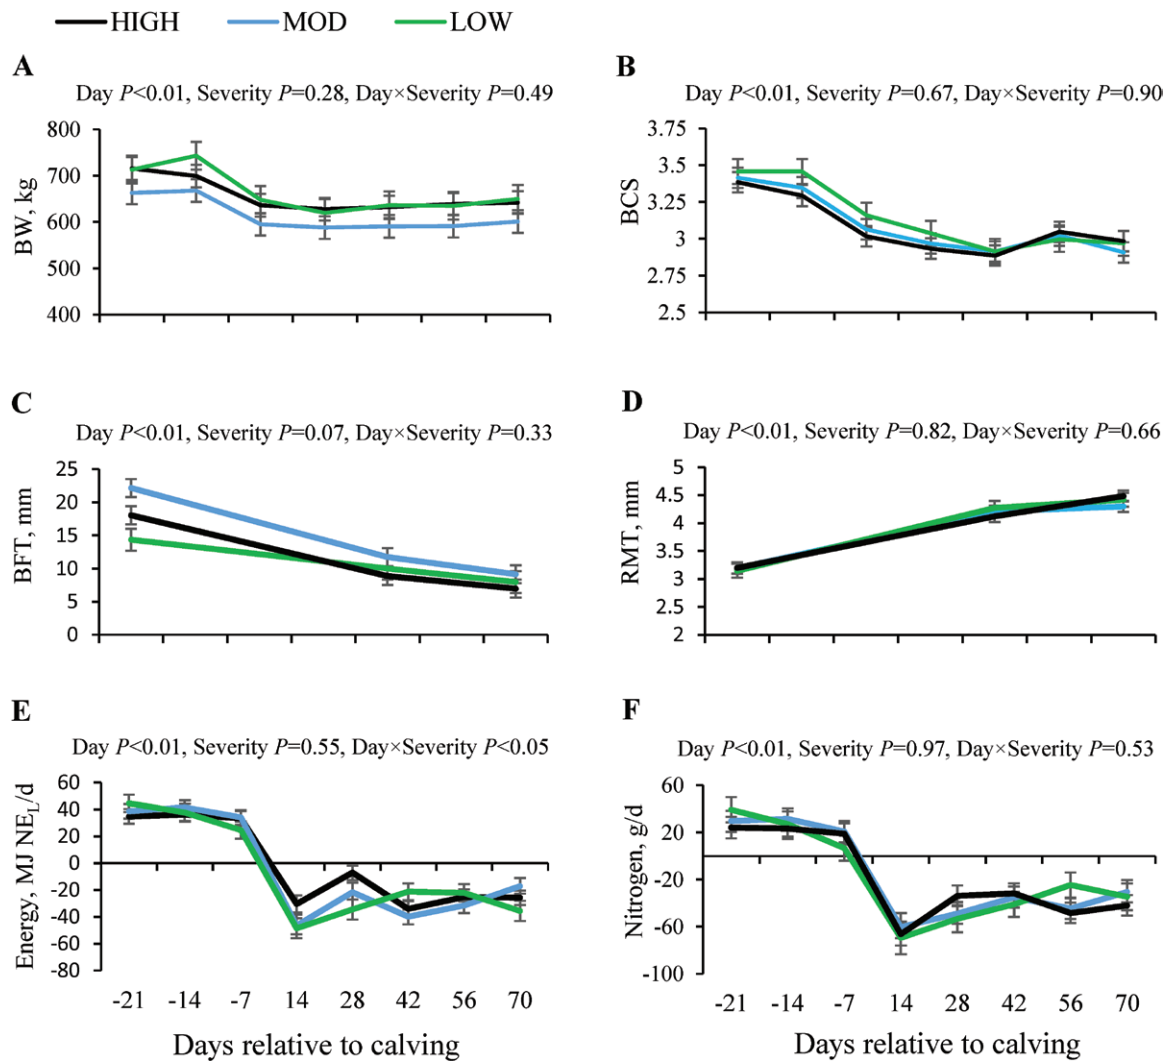 HIGH MOD LOW
A
Day P<0.01, Severity P=0.28, Day×Severity P=0.49
BW, kg
800
700
600
500
400
B
Day P<0.01, Severity P=0.67, Day×Severity P=0.90
BCS
3.75
3.5
3.25
3
2.75
2.5
C
Day P<0.01, Severity P=0.07, Day×Severity P=0.33
BFT, mm
25
20
15
10
5
0
D
Day P<0.01, Severity P=0.82, Day×Severity P=0.66
RMT, mm
5
4.5
4
3.5
3
2.5
2
E
Day P<0.01, Severity P=0.55, Day×Severity P<0.05
Energy, MJ NEL/d
60
40
20
0
-20
-40
-60
-80
-21 -14 -7 14 28 42 56 70
Days relative to calving
F
Day P<0.01, Severity P=0.97, Day×Severity P=0.53
Nitrogen, g/d
60
20
-20
-60
-100
-21 -14 -7 14 28 42 56 70
Days relative to calving